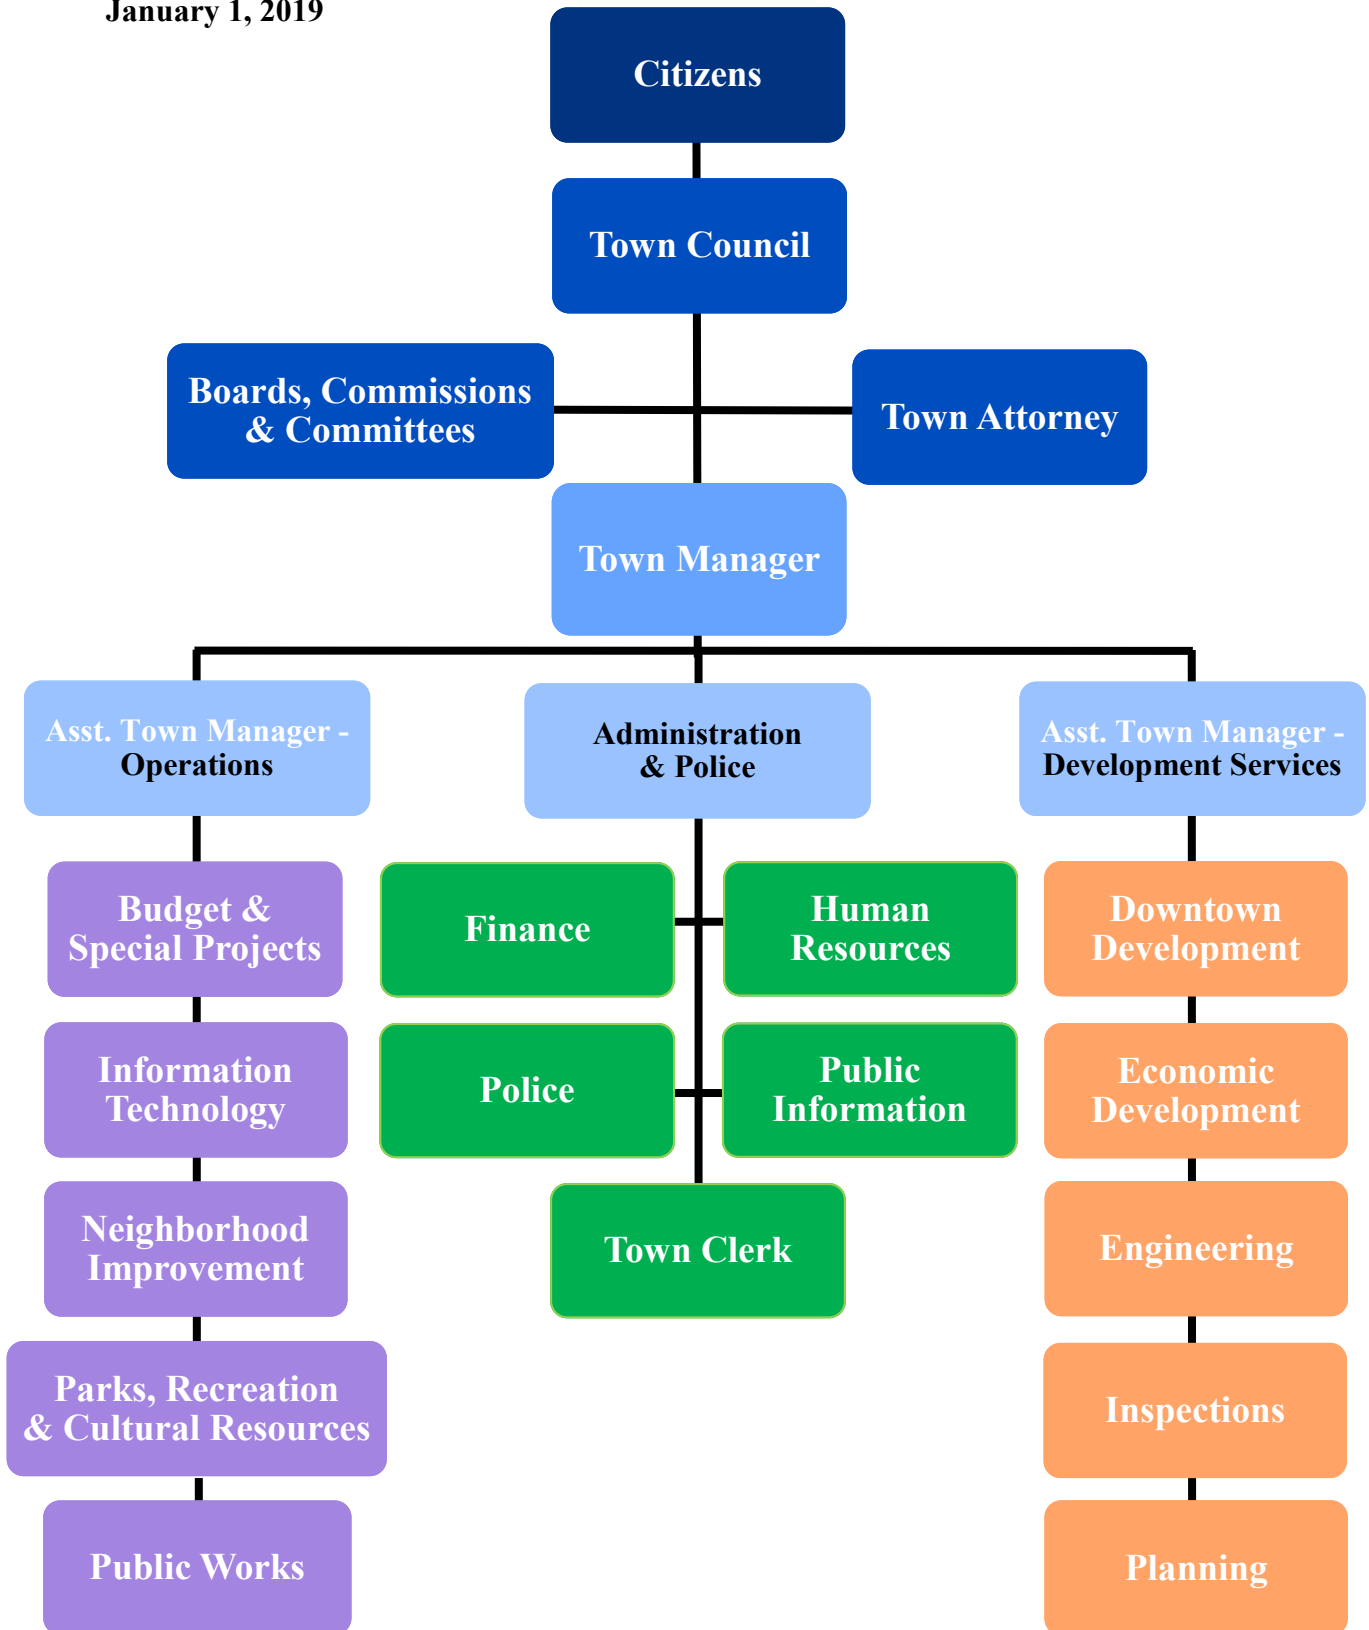 January 1, 2019
Citizens
Town Council
Boards, Commissions
& Committees
Town Attorney
Town Manager
Asst. Town Manager -
Operations
Administration
& Police
Asst. Town Manager -
Development Services
Budget &
Special Projects
Finance
Human
Resources
Downtown
Development
Information
Technology
Police
Public
Information
Economic
Development
Neighborhood
Improvement
Town Clerk
Engineering
Parks, Recreation
& Cultural Resources
Inspections
Public Works
Planning